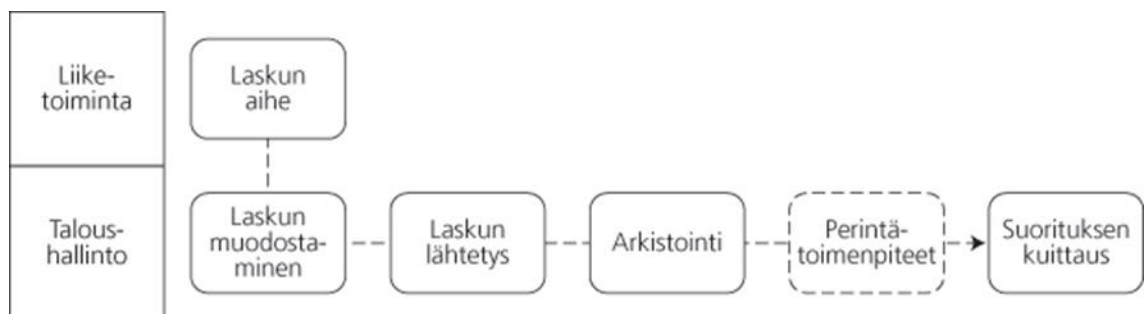 Liike-
toiminta
Laskun
aihe
Talous-
hallinto
Laskun
muodosta-
minen
Laskun
lähtetys
Arkistointi
Perintä-
toimenpiteet
Suorituksen
kuittaus